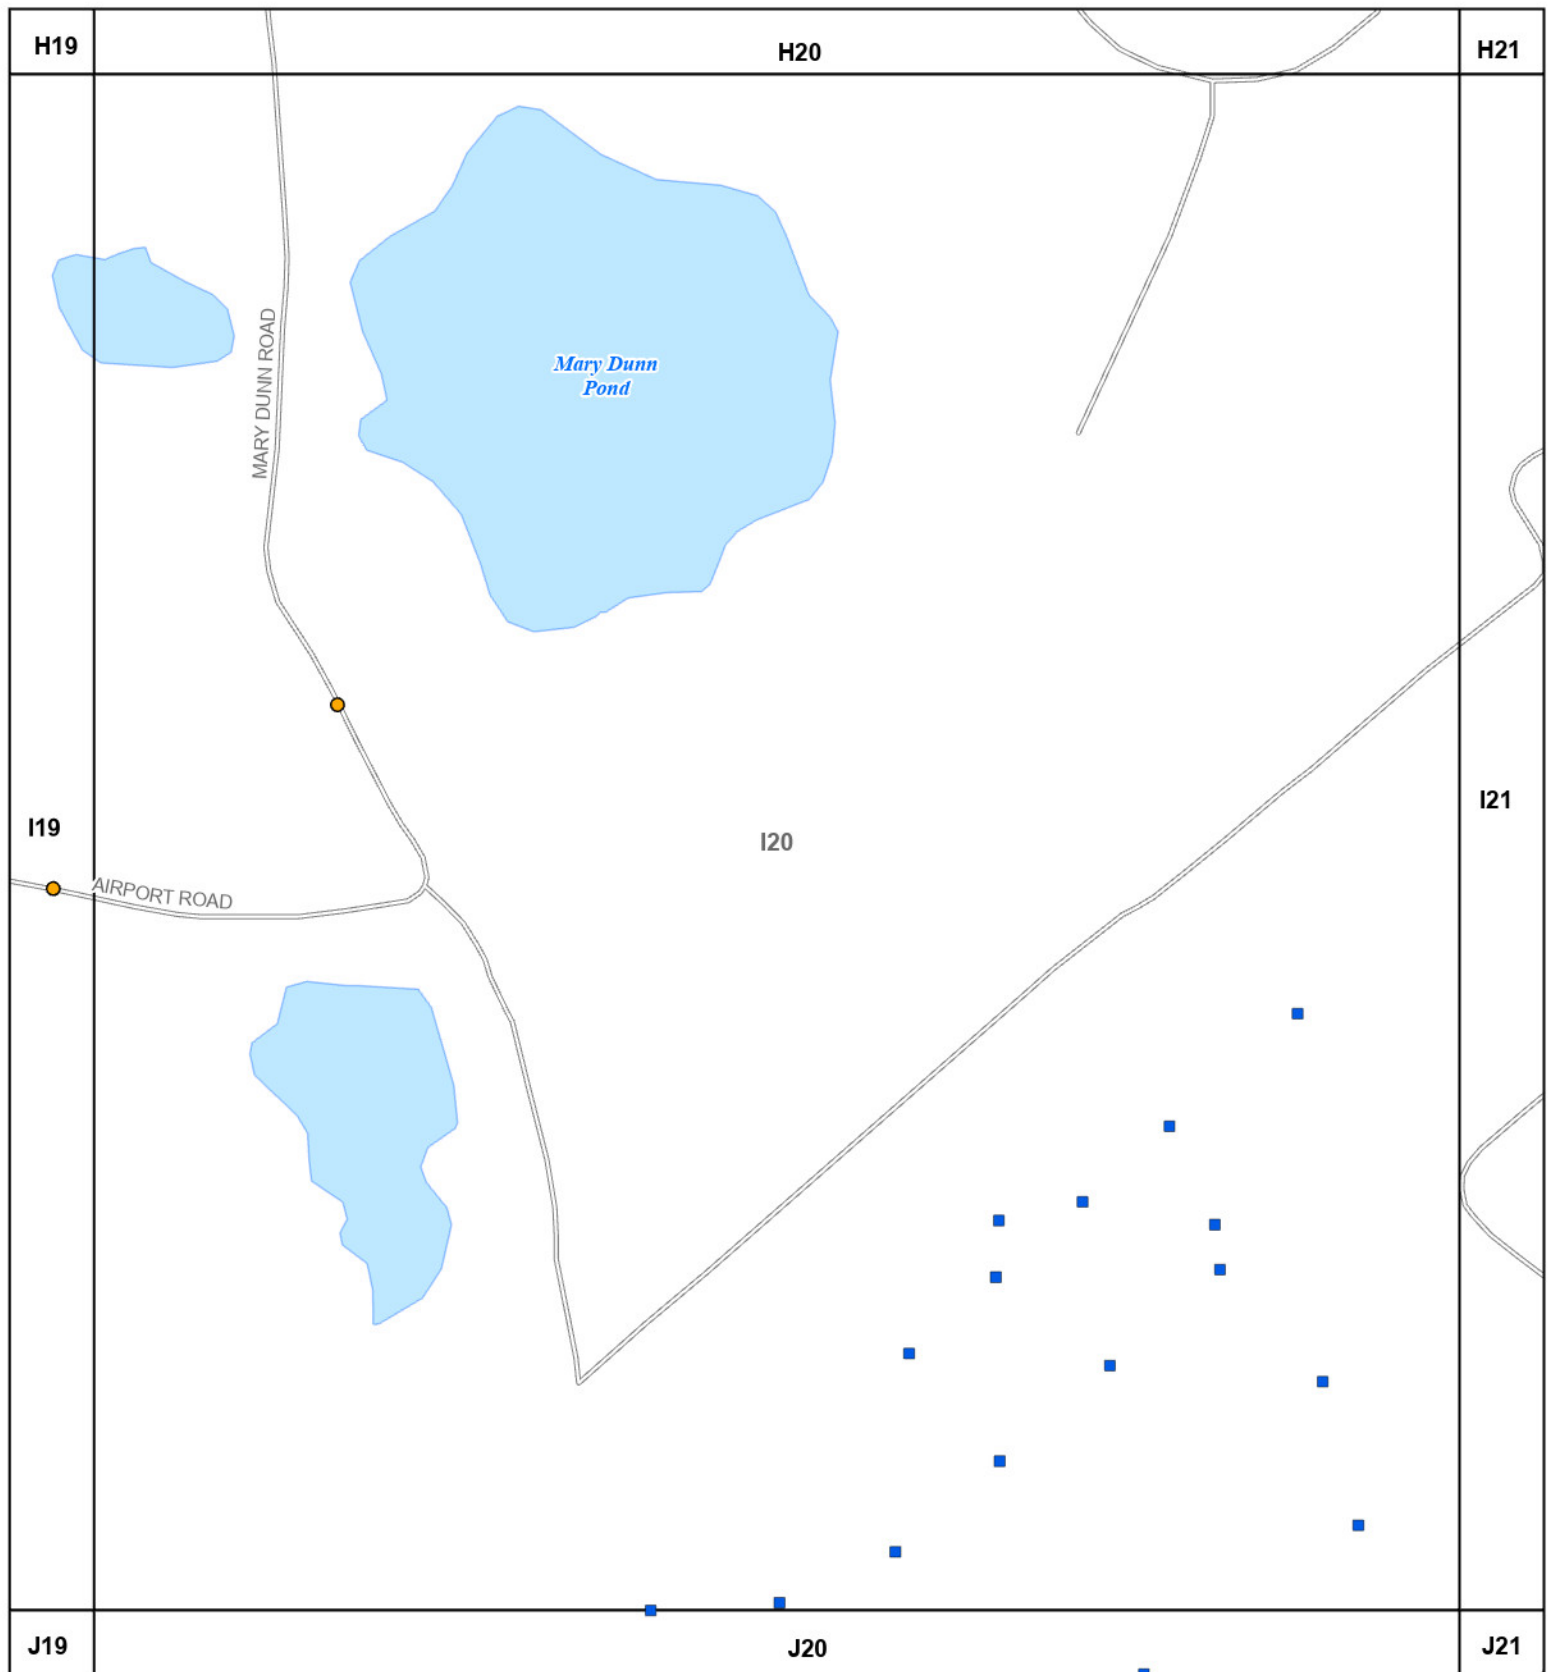 H19
H20
H21
MARY DUNN ROAD
Mary Dunn
Pond
I19
I20
I21
AIRPORT ROAD
J19
J20
J21